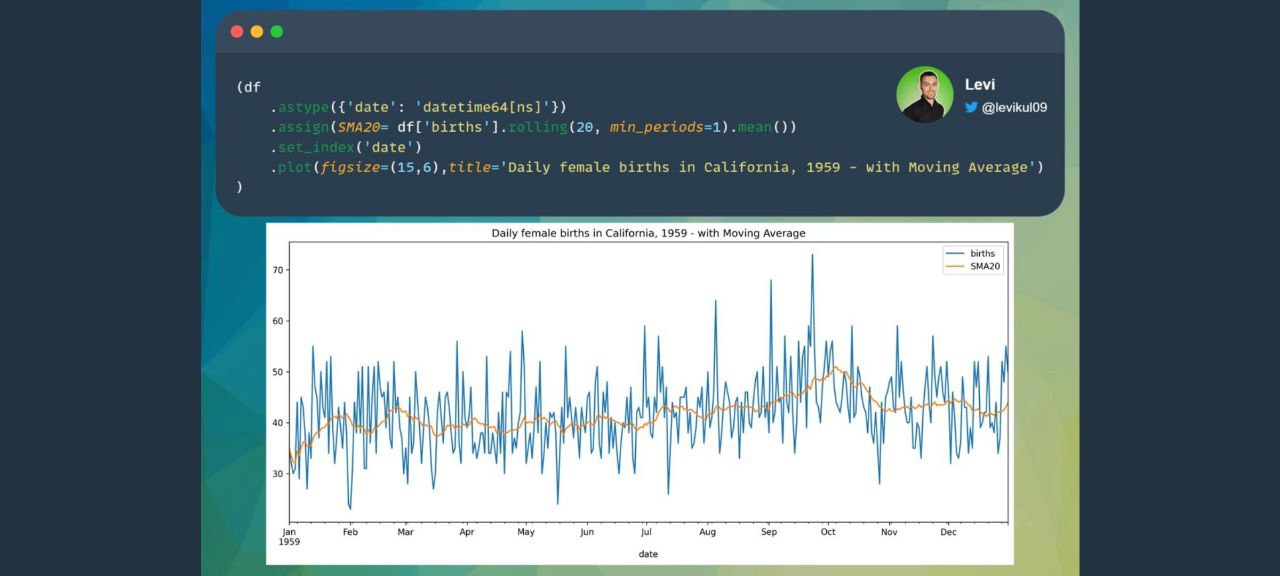 (df
.astype({'date': 'datetime64[ns]'})
.assign(SMA20= df['births'].rolling(20, min_periods=1).mean())
.set_index('date')
.plot(figsize=(15,6),title='Daily female births in California, 1959 - with Moving Average')
)
Levi
@levikul09
Daily female births in California, 1959 - with Moving Average
births
SMA20
70
60
50
40
30
Jan Feb Mar Apr May Jun Jul Aug Sep Oct Nov Dec
1959
date